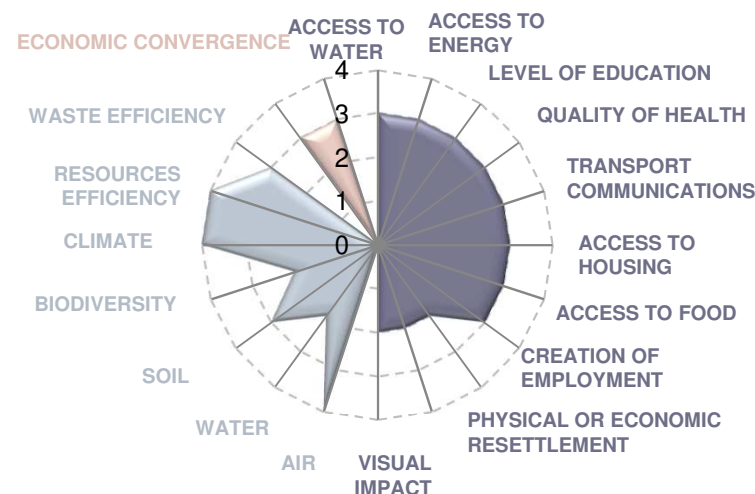 ECONOMIC CONVERGENCE
ACCESS TO
WATER
ACCESS TO
ENERGY
LEVEL OF EDUCATION
QUALITY OF HEALTH
TRANSPORT
COMMUNICATIONS
ACCESS TO
HOUSING
ACCESS TO FOOD
CREATION OF
EMPLOYMENT
PHYSICAL OR ECONOMIC
RESETTLEMENT
VISUAL
IMPACT
AIR
WATER
SOIL
BIODIVERSITY
CLIMATE
RESOURCES
EFFICIENCY
WASTE EFFICIENCY
4
3
2
1
0